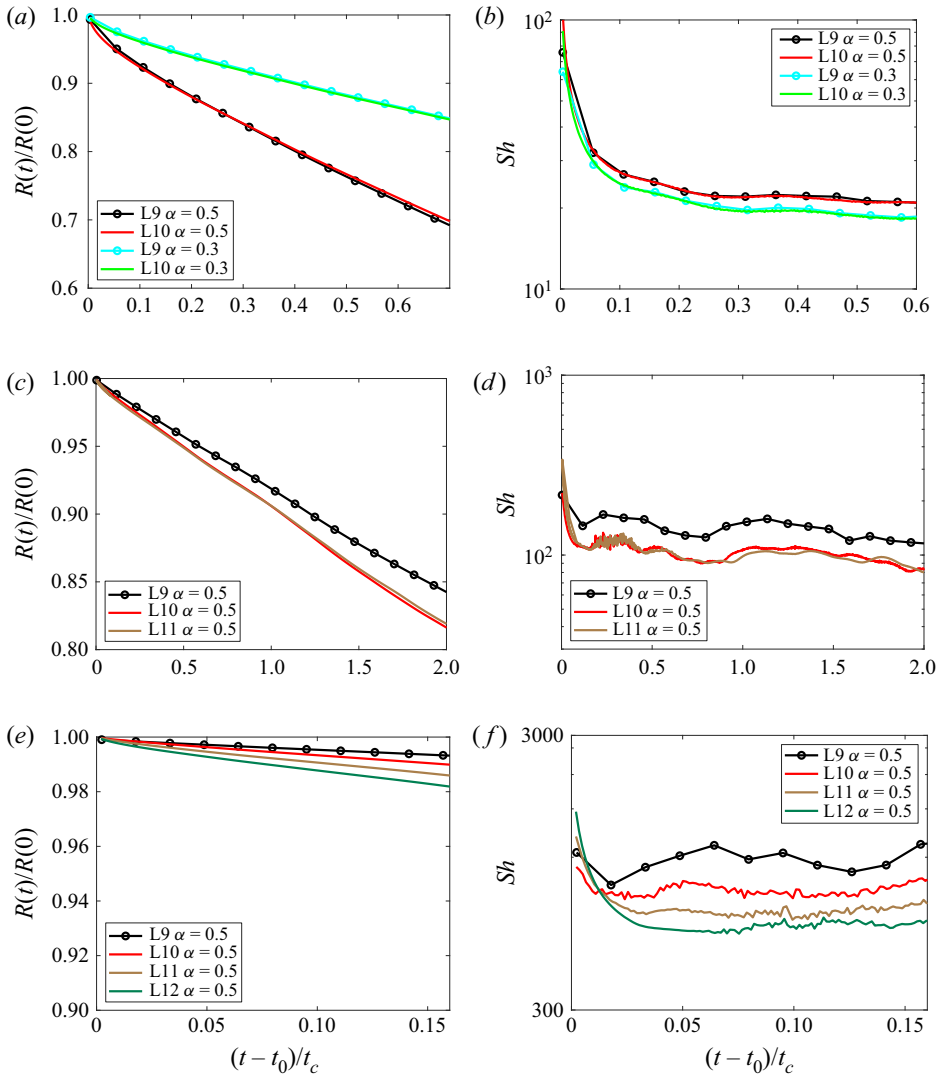 (a)
1.0
0.9
0.8
0.7
0.6
R(t)/R(0)
L9 α = 0.5
L10 α = 0.5
L9 α = 0.3
L10 α = 0.3
0 0.1 0.2 0.3 0.4 0.5 0.6
(b)
10²
10¹
Sh
L9 α = 0.5
L10 α = 0.5
L9 α = 0.3
L10 α = 0.3
0 0.1 0.2 0.3 0.4 0.5 0.6
(c)
1.00
0.95
0.90
0.85
0.80
R(t)/R(0)
L9 α = 0.5
L10 α = 0.5
L11 α = 0.5
0 0.5 1.0 1.5 2.0
(d)
10³
10²
Sh
L9 α = 0.5
L10 α = 0.5
L11 α = 0.5
0 0.5 1.0 1.5 2.0
(e)
1.00
0.98
0.96
0.94
0.92
0.90
R(t)/R(0)
L9 α = 0.5
L10 α = 0.5
L11 α = 0.5
L12 α = 0.5
0 0.05 0.10 0.15
(t − t₀)/t_c
(f)
3000
300
Sh
L9 α = 0.5
L10 α = 0.5
L11 α = 0.5
L12 α = 0.5
0 0.05 0.10 0.15
(t − t₀)/t_c